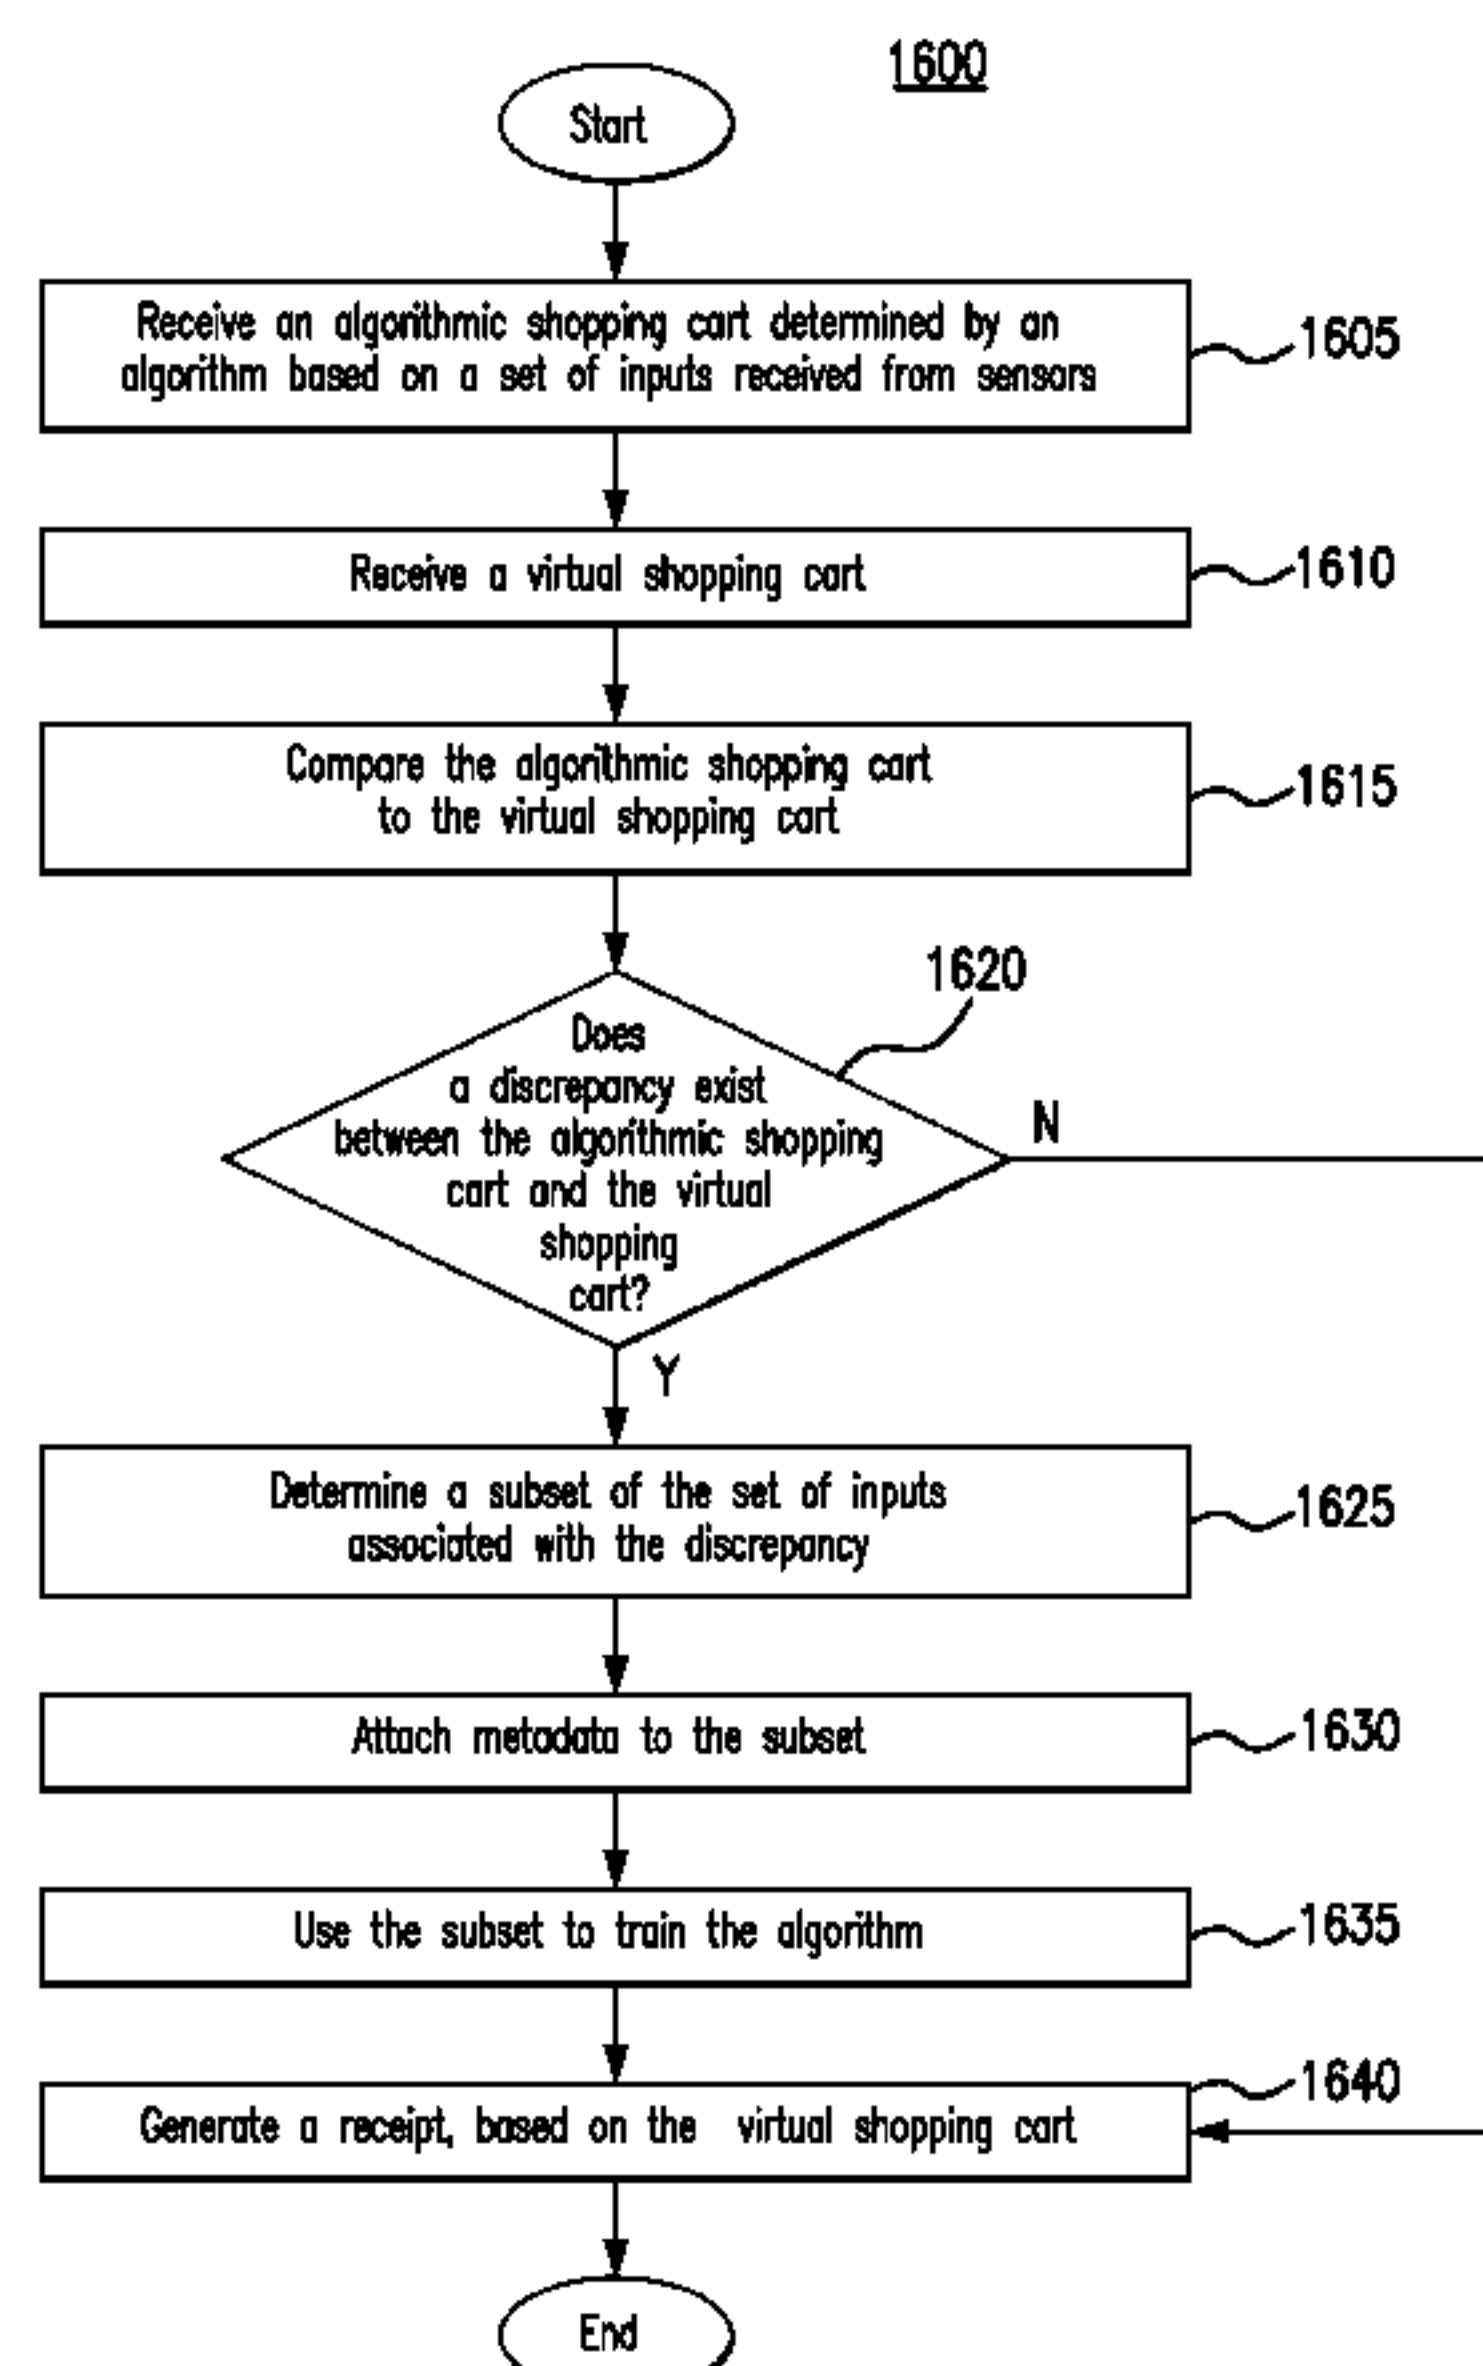 1600
Start
Receive an algorithmic shopping cart determined by an
algorithm based on a set of inputs received from sensors
1605
Receive a virtual shopping cart
1610
Compare the algorithmic shopping cart
to the virtual shopping cart
1615
1620
Does
a discrepancy exist
between the algorithmic shopping
cart and the virtual
shopping
cart?
N
Y
Determine a subset of the set of inputs
associated with the discrepancy
1625
Attach metadata to the subset
1630
Use the subset to train the algorithm
1635
Generate a receipt, based on the virtual shopping cart
1640
End